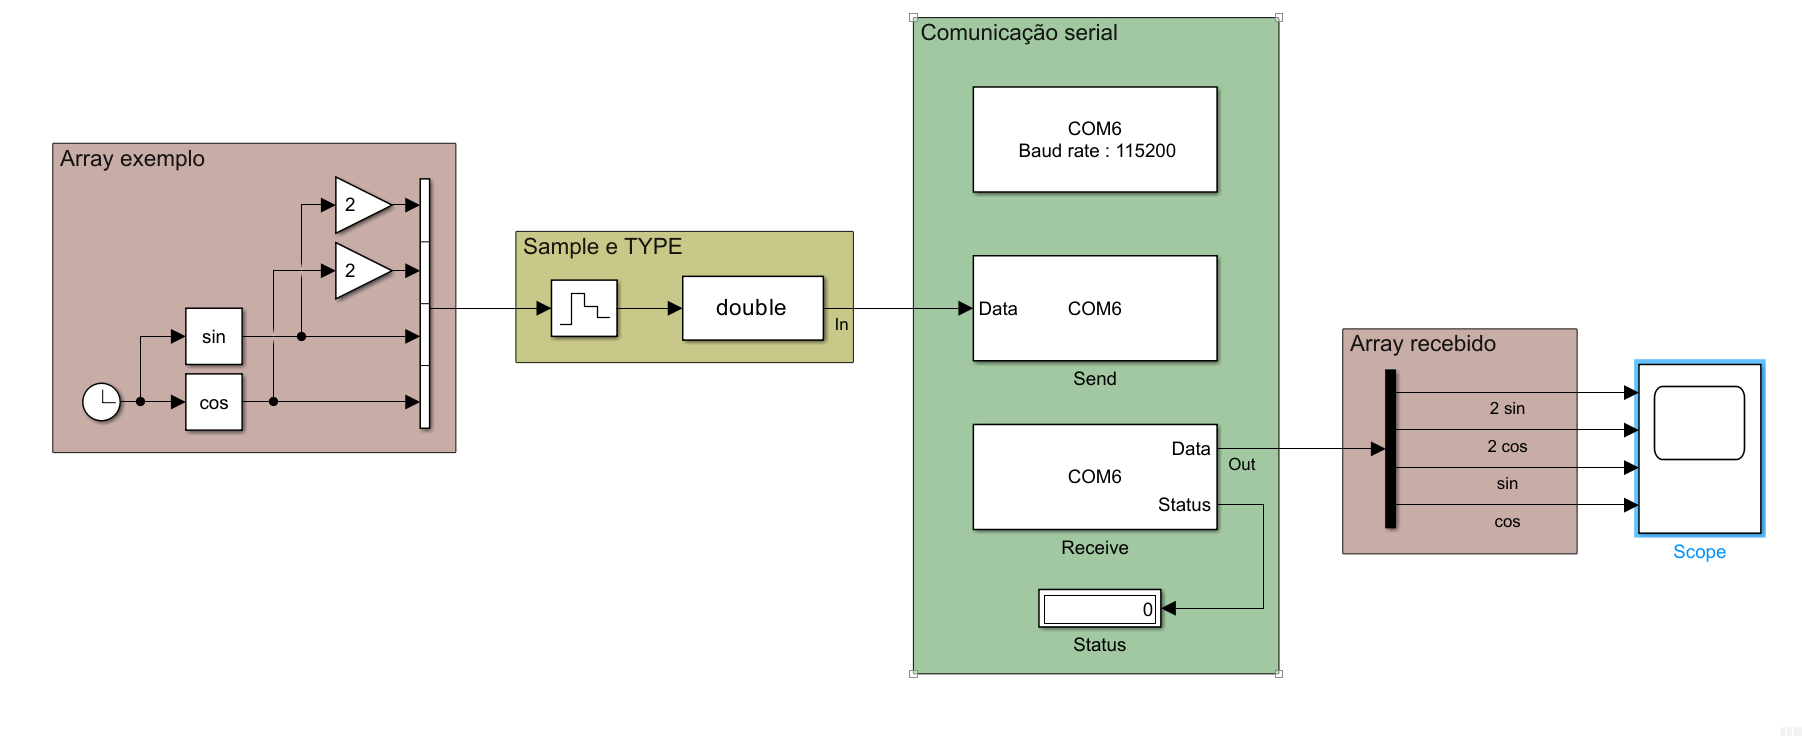 Array exemplo
2
2
sin
cos
Sample e TYPE
double
In
Comunicação serial
COM6
Baud rate : 115200
Data
COM6
Send
COM6
Data
Out
Status
Receive
0
Status
Array recebido
2 sin
2 cos
sin
cos
Scope